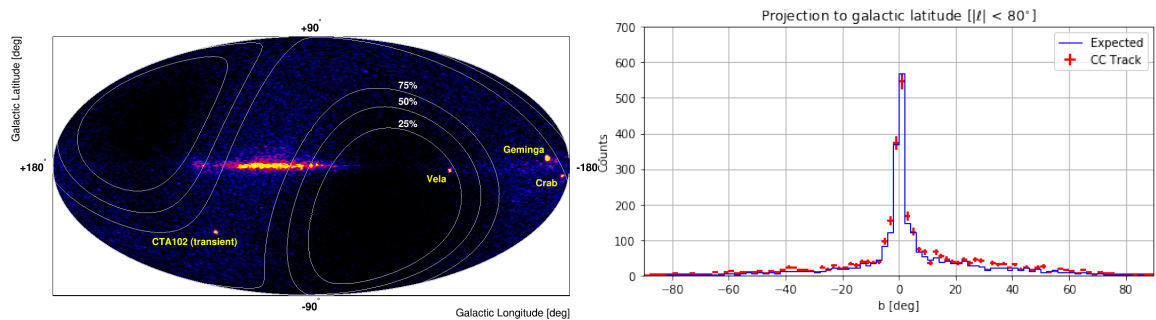 +90°
Galactic Latitude [deg]
75%
50%
25%
Geminga
+180°
-180°
Vela
Crab
CTA102 (transient)
-90°
Galactic Longitude [deg]
Projection to galactic latitude [|ℓ| < 80°]
700
600
500
400
300
200
100
0
Counts
Expected
CC Track
−80 −60 −40 −20 0 20 40 60 80
b [deg]